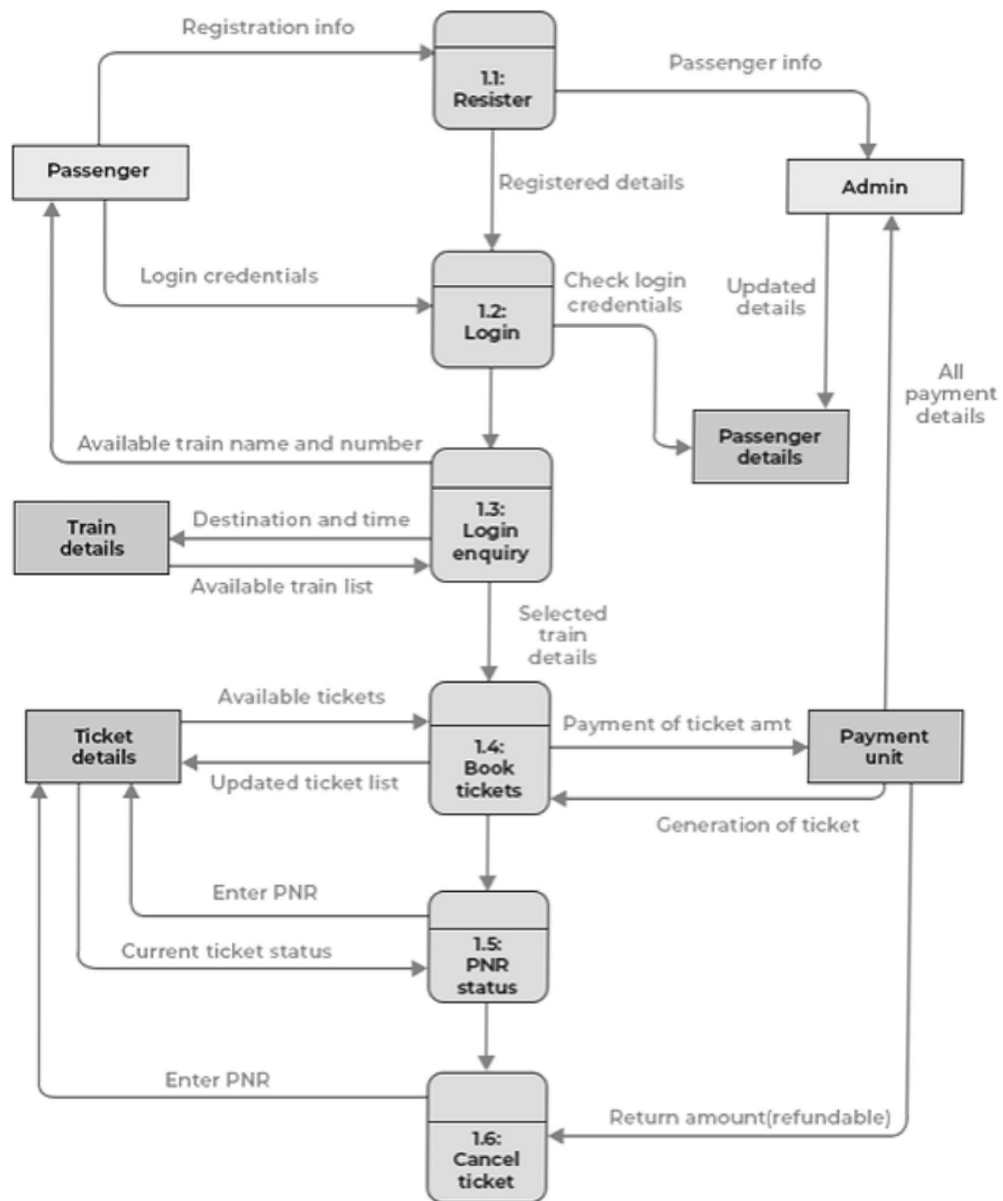 Registration info
1.1:
Resister
Passenger info
Passenger
Admin
Registered details
Login credentials
1.2:
Login
Check login
credentials
Updated
details
All
payment
details
Available train name and number
Passenger
details
1.3:
Login
enquiry
Train
details
Destination and time
Available train list
Selected
train
details
Available tickets
Ticket
details
Updated ticket list
1.4:
Book
tickets
Payment of ticket amt
Payment
unit
Generation of ticket
Enter PNR
Current ticket status
1.5:
PNR
status
Enter PNR
Return amount(refundable)
1.6:
Cancel
ticket